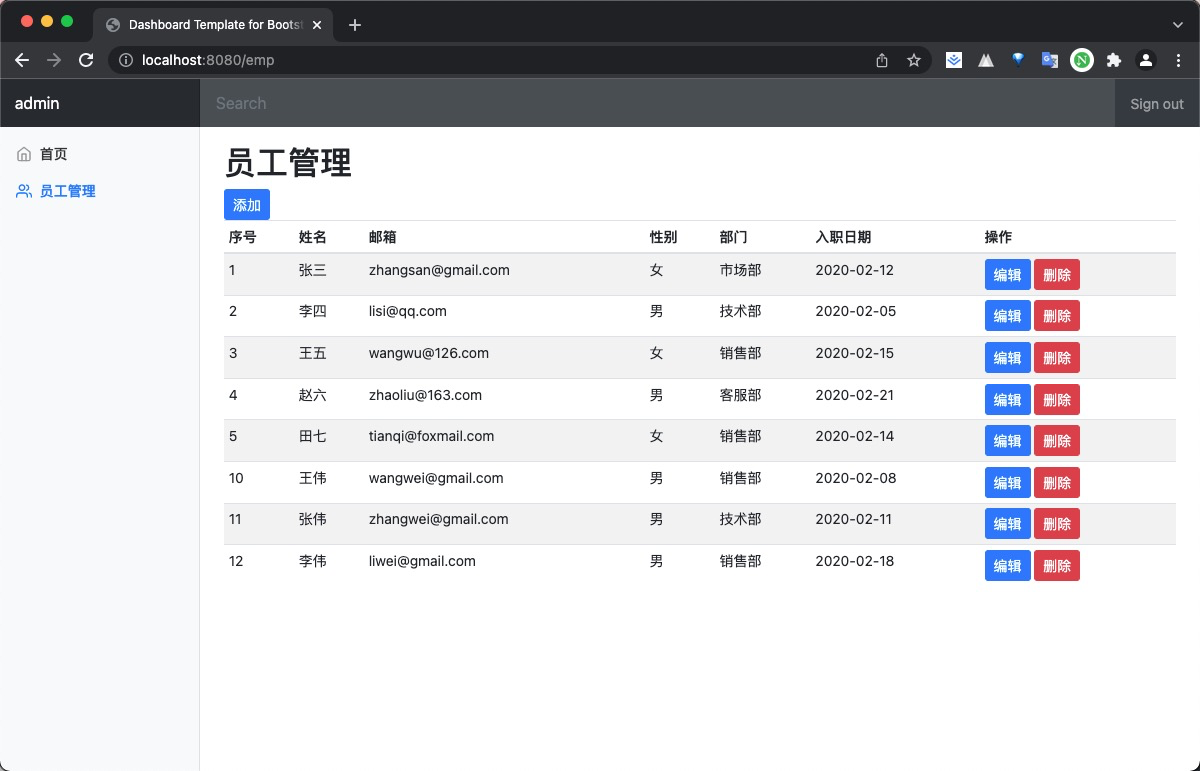 Dashboard Template for Boots
localhost:8080/emp
admin
Search
Sign out
首页
员工管理
员工管理
添加
序号 姓名 邮箱 性别 部门 入职日期 操作
1 张三 zhangsan@gmail.com 女 市场部 2020-02-12 编辑 删除
2 李四 lisi@qq.com 男 技术部 2020-02-05 编辑 删除
3 王五 wangwu@126.com 女 销售部 2020-02-15 编辑 删除
4 赵六 zhaoliu@163.com 男 客服部 2020-02-21 编辑 删除
5 田七 tianqi@foxmail.com 女 销售部 2020-02-14 编辑 删除
10 王伟 wangwei@gmail.com 男 销售部 2020-02-08 编辑 删除
11 张伟 zhangwei@gmail.com 男 技术部 2020-02-11 编辑 删除
12 李伟 liwei@gmail.com 男 销售部 2020-02-18 编辑 删除